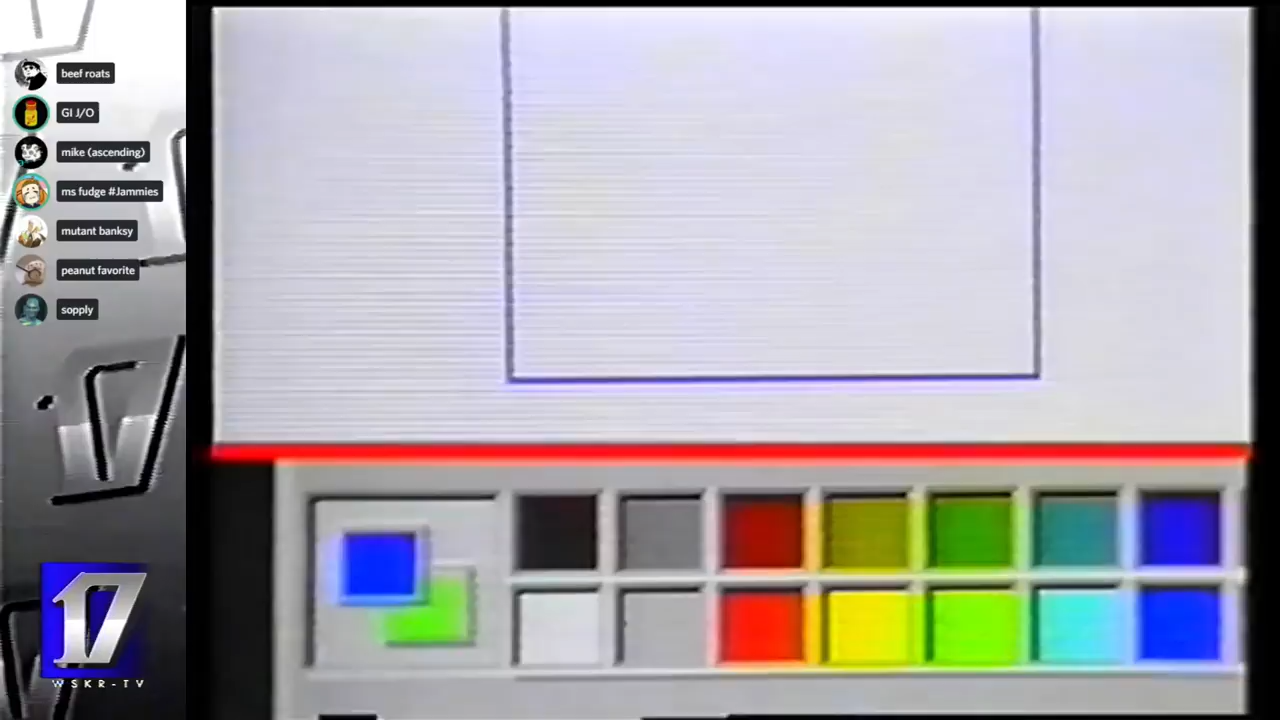 beef roats
GI J/O
mike (ascending)
ms fudge #Jammies
mutant banksy
peanut favorite
sopply
17
WSKR-TV